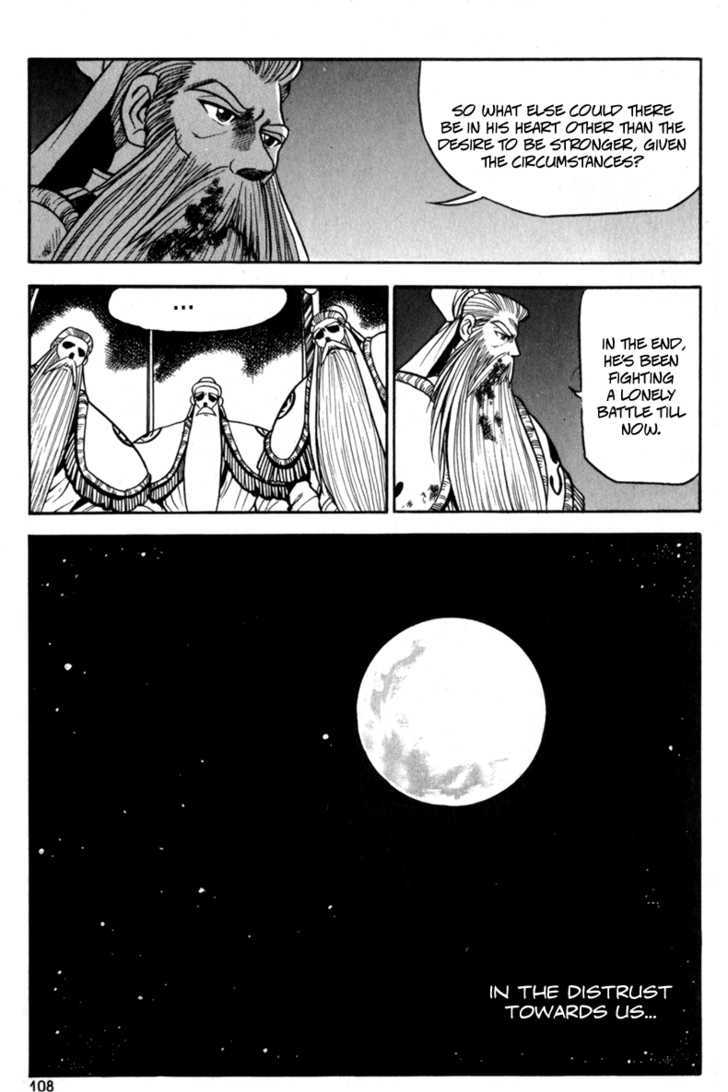 SO WHAT ELSE COULD THERE
BE IN HIS HEART OTHER THAN THE
DESIRE TO BE STRONGER, GIVEN
THE CIRCUMSTANCES?
...
IN THE END,
HE'S BEEN
FIGHTING
A LONELY
BATTLE TILL
NOW.
IN THE DISTRUST
TOWARDS US...
108